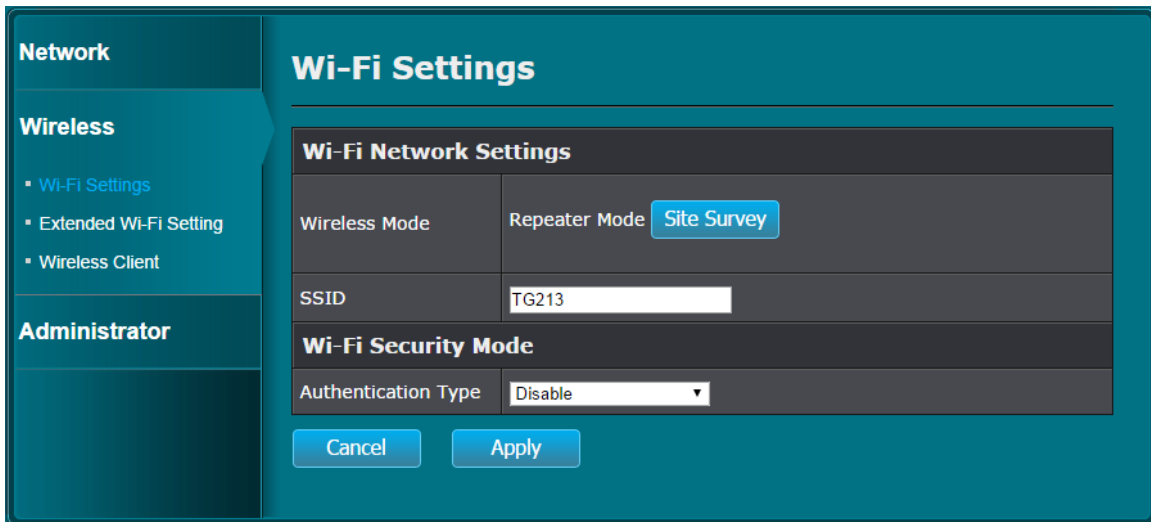 Network
Wireless
Wi-Fi Settings
Extended Wi-Fi Setting
Wireless Client
Administrator
Wi-Fi Settings
Wi-Fi Network Settings
Wireless Mode Repeater Mode Site Survey
SSID TG213
Wi-Fi Security Mode
Authentication Type Disable
Cancel Apply